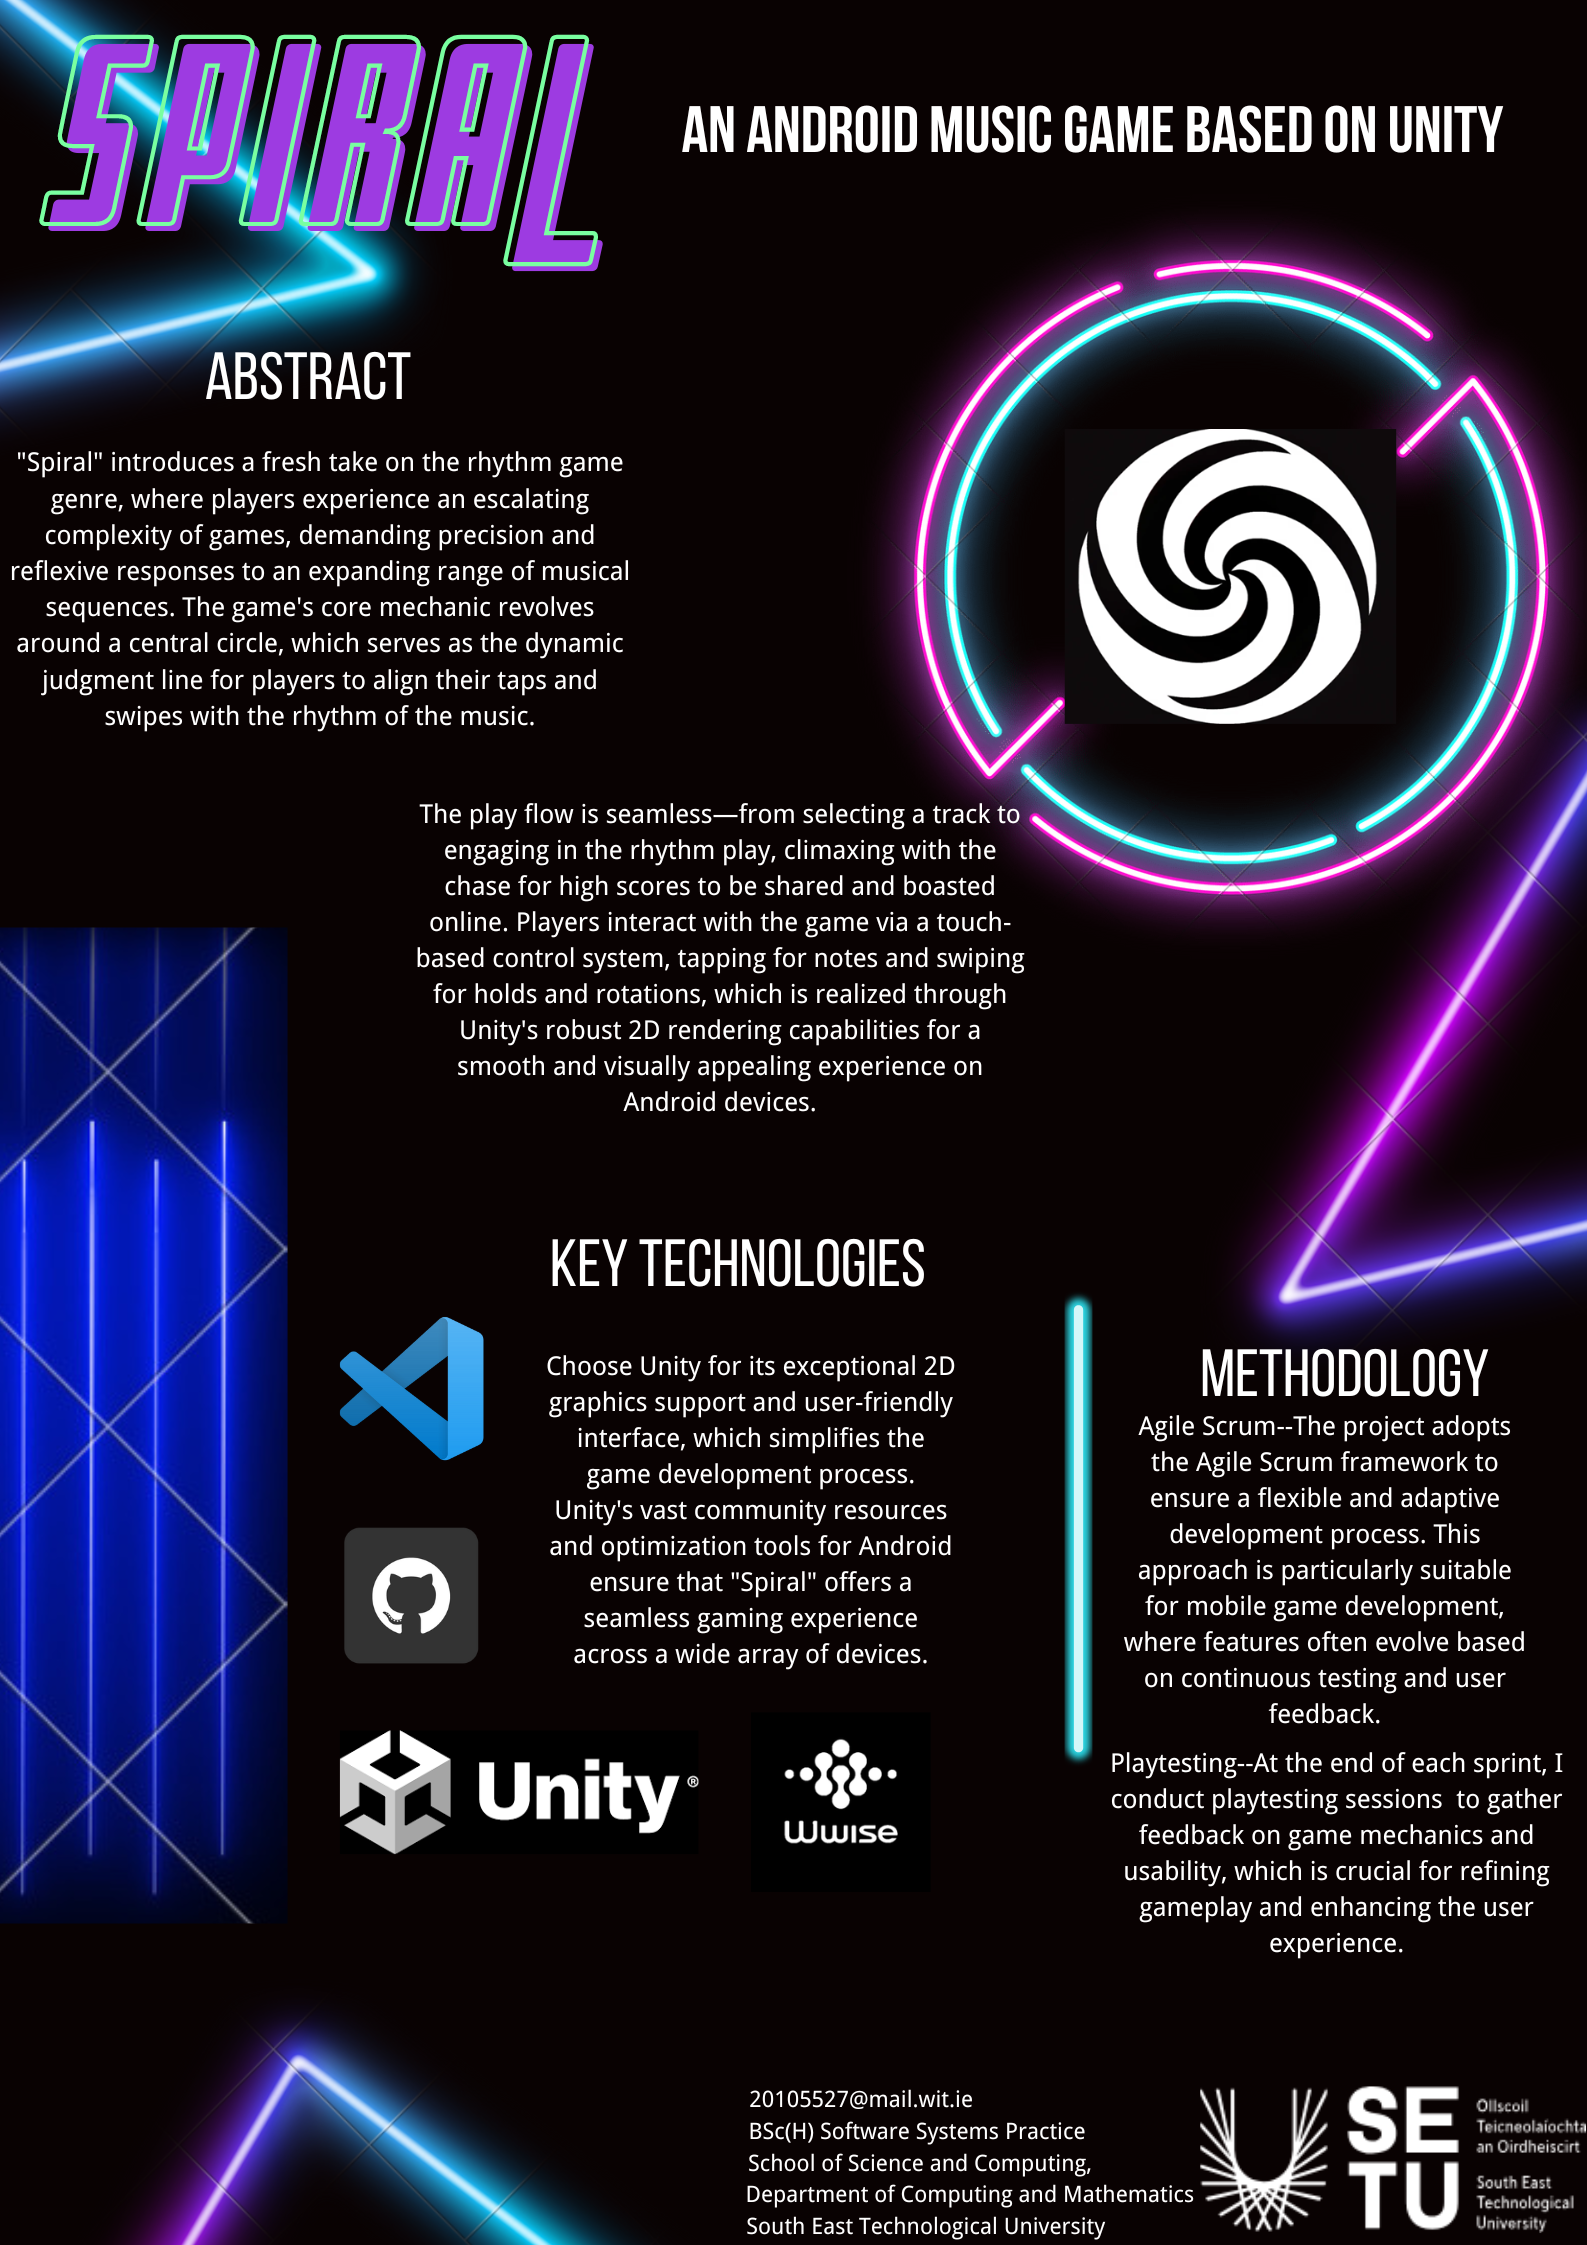 SPIRAL
AN ANDROID MUSIC GAME BASED ON UNITY
ABSTRACT
"Spiral" introduces a fresh take on the rhythm game
genre, where players experience an escalating
complexity of games, demanding precision and
reflexive responses to an expanding range of musical
sequences. The game's core mechanic revolves
around a central circle, which serves as the dynamic
judgment line for players to align their taps and
swipes with the rhythm of the music.
The play flow is seamless—from selecting a track to
engaging in the rhythm play, climaxing with the
chase for high scores to be shared and boasted
online. Players interact with the game via a touch-
based control system, tapping for notes and swiping
for holds and rotations, which is realized through
Unity's robust 2D rendering capabilities for a
smooth and visually appealing experience on
Android devices.
KEY TECHNOLOGIES
Choose Unity for its exceptional 2D
graphics support and user-friendly
interface, which simplifies the
game development process.
Unity's vast community resources
and optimization tools for Android
ensure that "Spiral" offers a
seamless gaming experience
across a wide array of devices.
Unity®
Wwise
METHODOLOGY
Agile Scrum--The project adopts
the Agile Scrum framework to
ensure a flexible and adaptive
development process. This
approach is particularly suitable
for mobile game development,
where features often evolve based
on continuous testing and user
feedback.
Playtesting--At the end of each sprint, I
conduct playtesting sessions  to gather
feedback on game mechanics and
usability, which is crucial for refining
gameplay and enhancing the user
experience.
20105527@mail.wit.ie
BSc(H) Software Systems Practice
School of Science and Computing,
Department of Computing and Mathematics
South East Technological University
SE
TU
Ollscoil
Teicneolaíochta
an Oirdheiscirt
South East
Technological
University